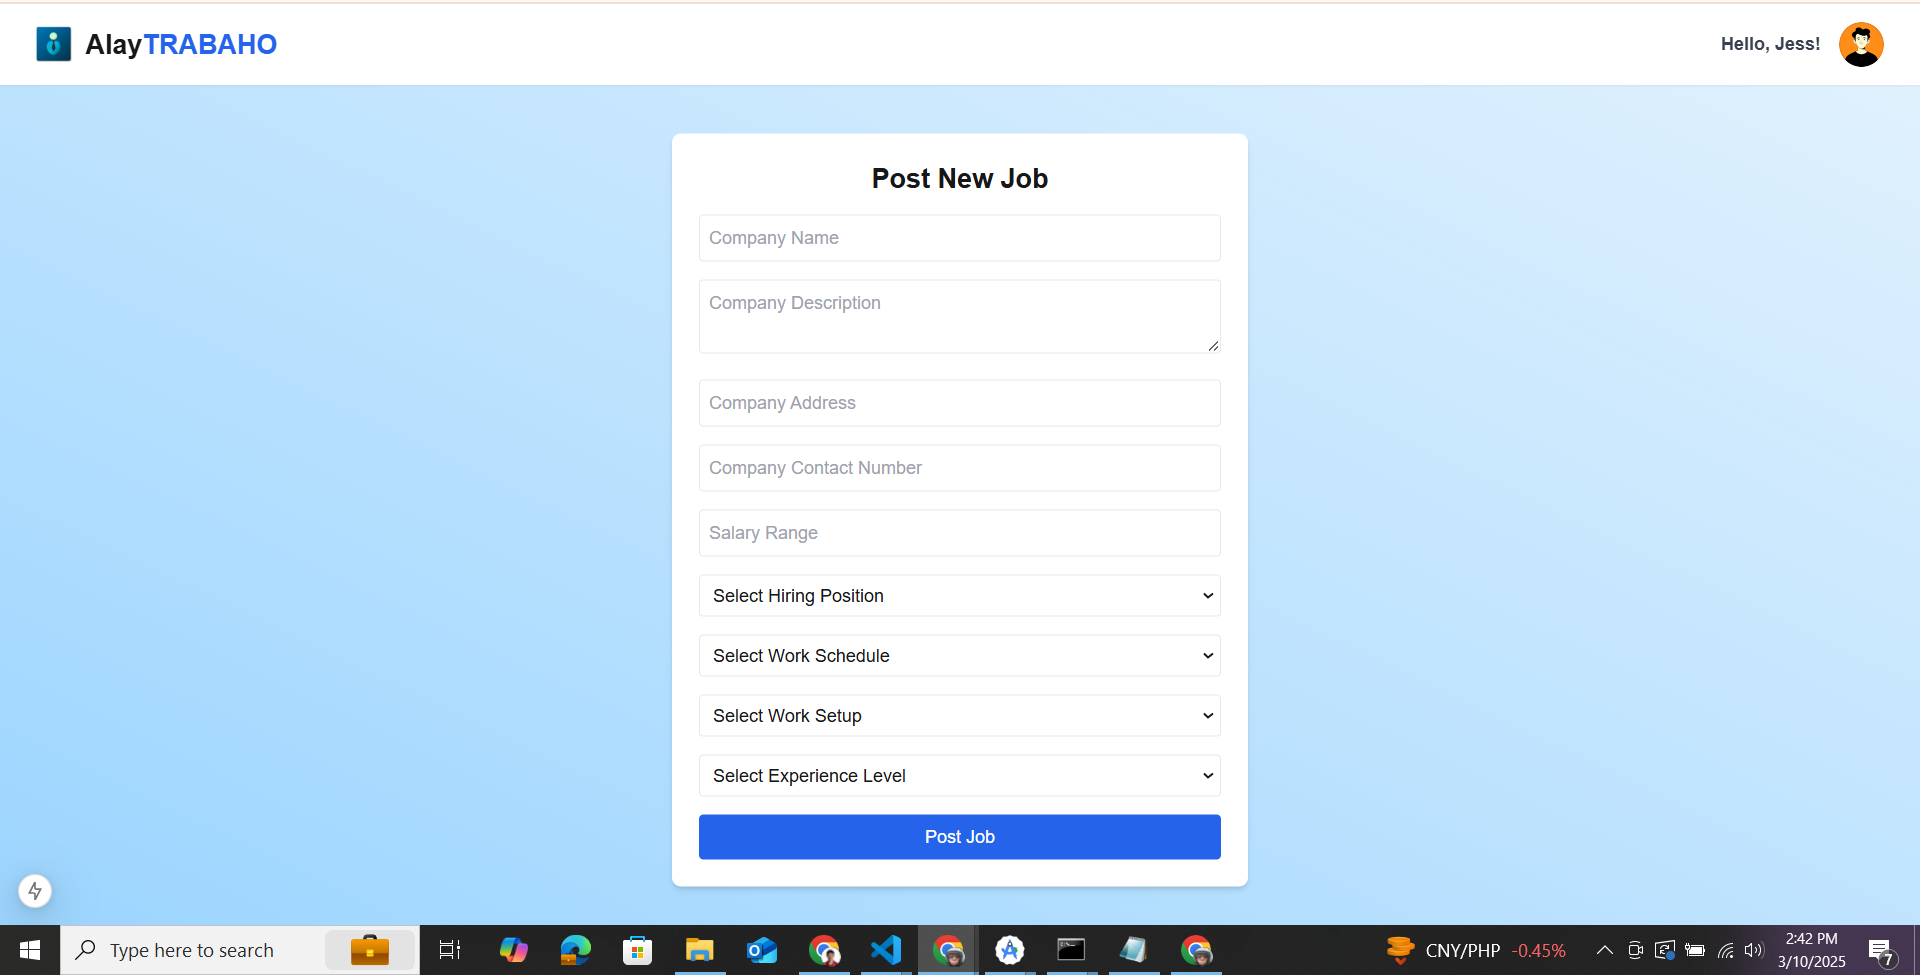 AlayTRABAHO
Hello, Jess!
Post New Job
Company Name
Company Description
Company Address
Company Contact Number
Salary Range
Select Hiring Position
Select Work Schedule
Select Work Setup
Select Experience Level
Post Job
Type here to search
CNY/PHP -0.45%
2:42 PM
3/10/2025
7